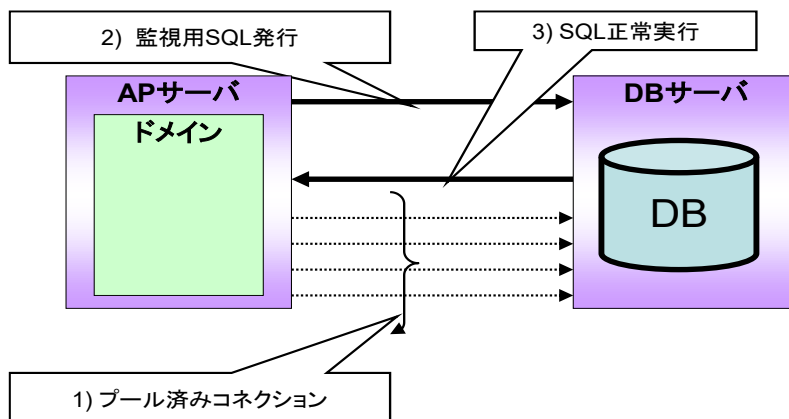 2) 監視用SQL発行
3) SQL正常実行
APサーバ
DBサーバ
ドメイン
DB
1) プール済みコネクション